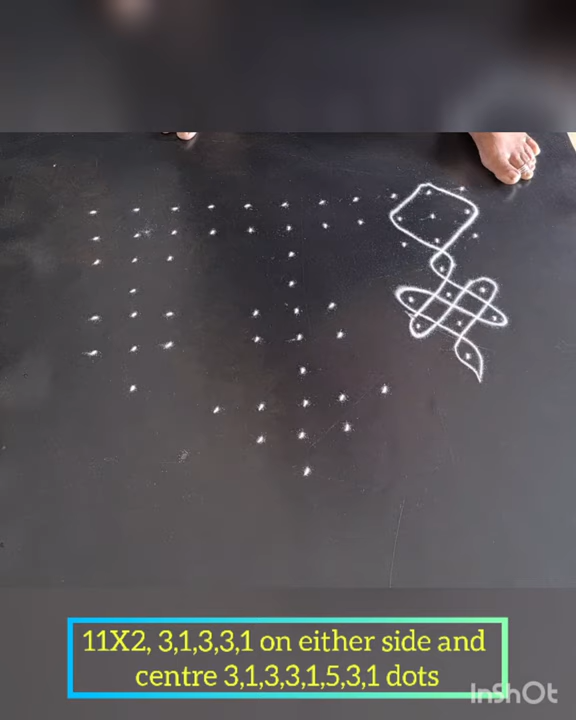 11X2, 3,1,3,3,1 on either side and
centre 3,1,3,3,1,5,3,1 dots
InShOt